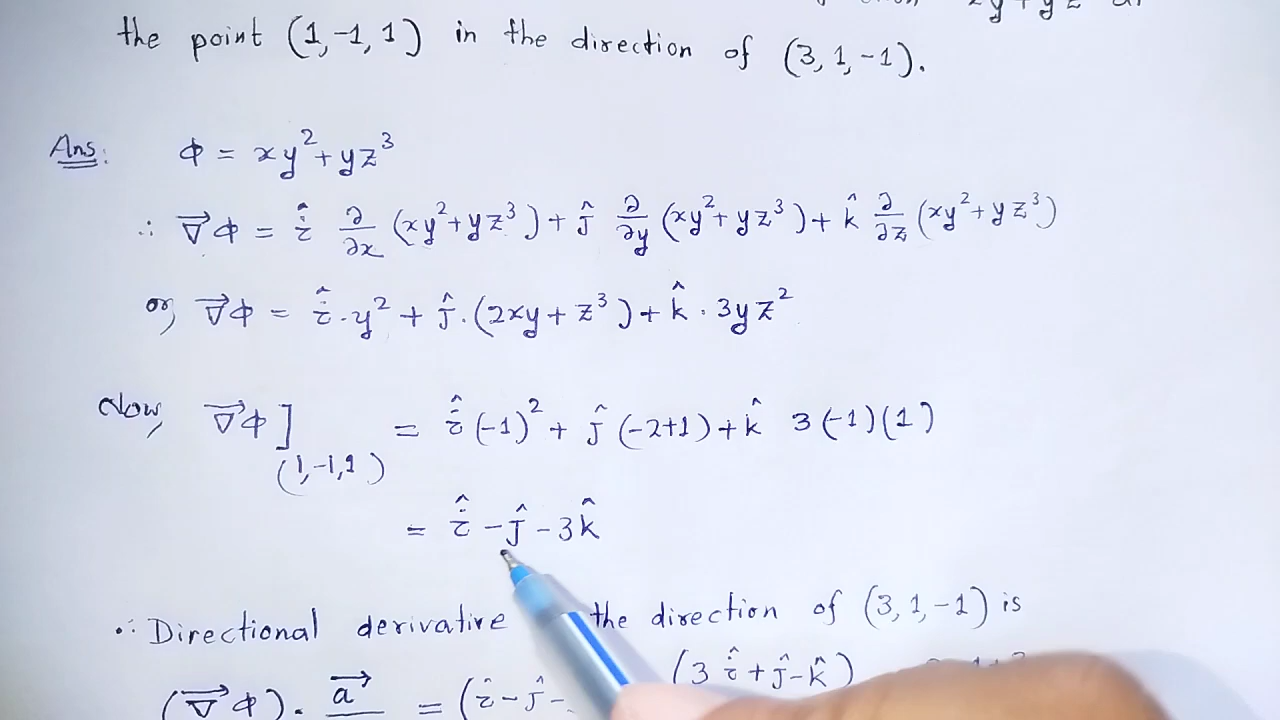 the point (1,-1,1) in the direction of (3,1,-1).
Ans: Φ = xy²+yz³
∴ ∇⃗Φ = î ∂/∂x (xy²+yz³) + ĵ ∂/∂y (xy²+yz³) + k̂ ∂/∂z (xy²+yz³)
or, ∇⃗Φ = î·y² + ĵ·(2xy+z³) + k̂·3yz²
Now, ∇⃗Φ](1,-1,1) = î(-1)² + ĵ(-2+1) + k̂ 3(-1)(1)
= î - ĵ - 3k̂
∴ Directional derivative the direction of (3,1,-1) is
(∇⃗Φ). a⃗ = (î-ĵ- (3î+ĵ-k̂)